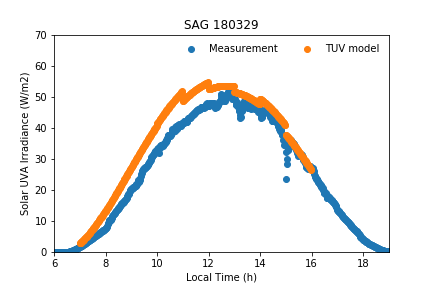 SAG 180329
Measurement TUV model
Solar UVA Irradiance (W/m2)
70
60
50
40
30
20
10
0
6 8 10 12 14 16 18
Local Time (h)